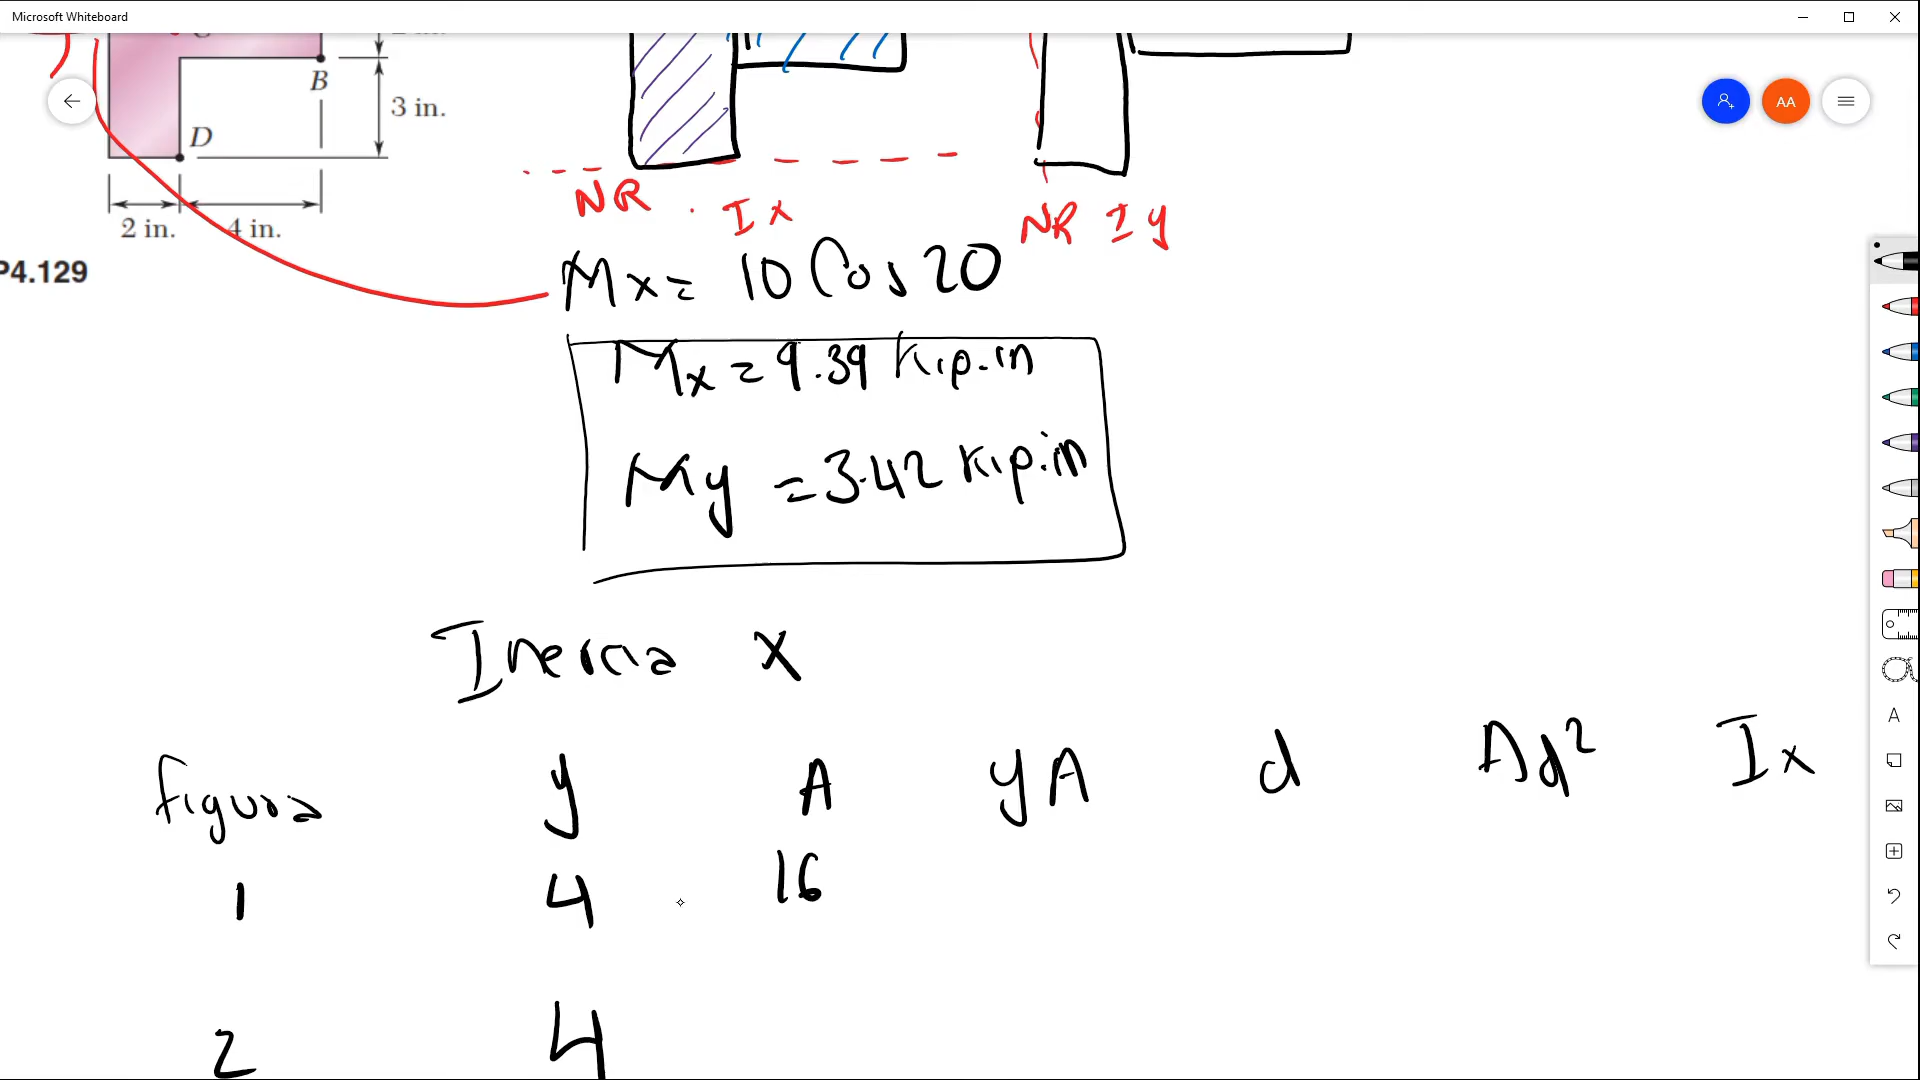 Microsoft Whiteboard
B
3 in.
D
2 in.
4 in.
P4.129
NR . Ix
NR Iy
AA
Mx= 10 Cos 20
Mx = 9.39 Kip.in
My = 3.42 Kip.in
Inercia x
figura y A yA d Ad² Ix
1 4 16
2 4
A